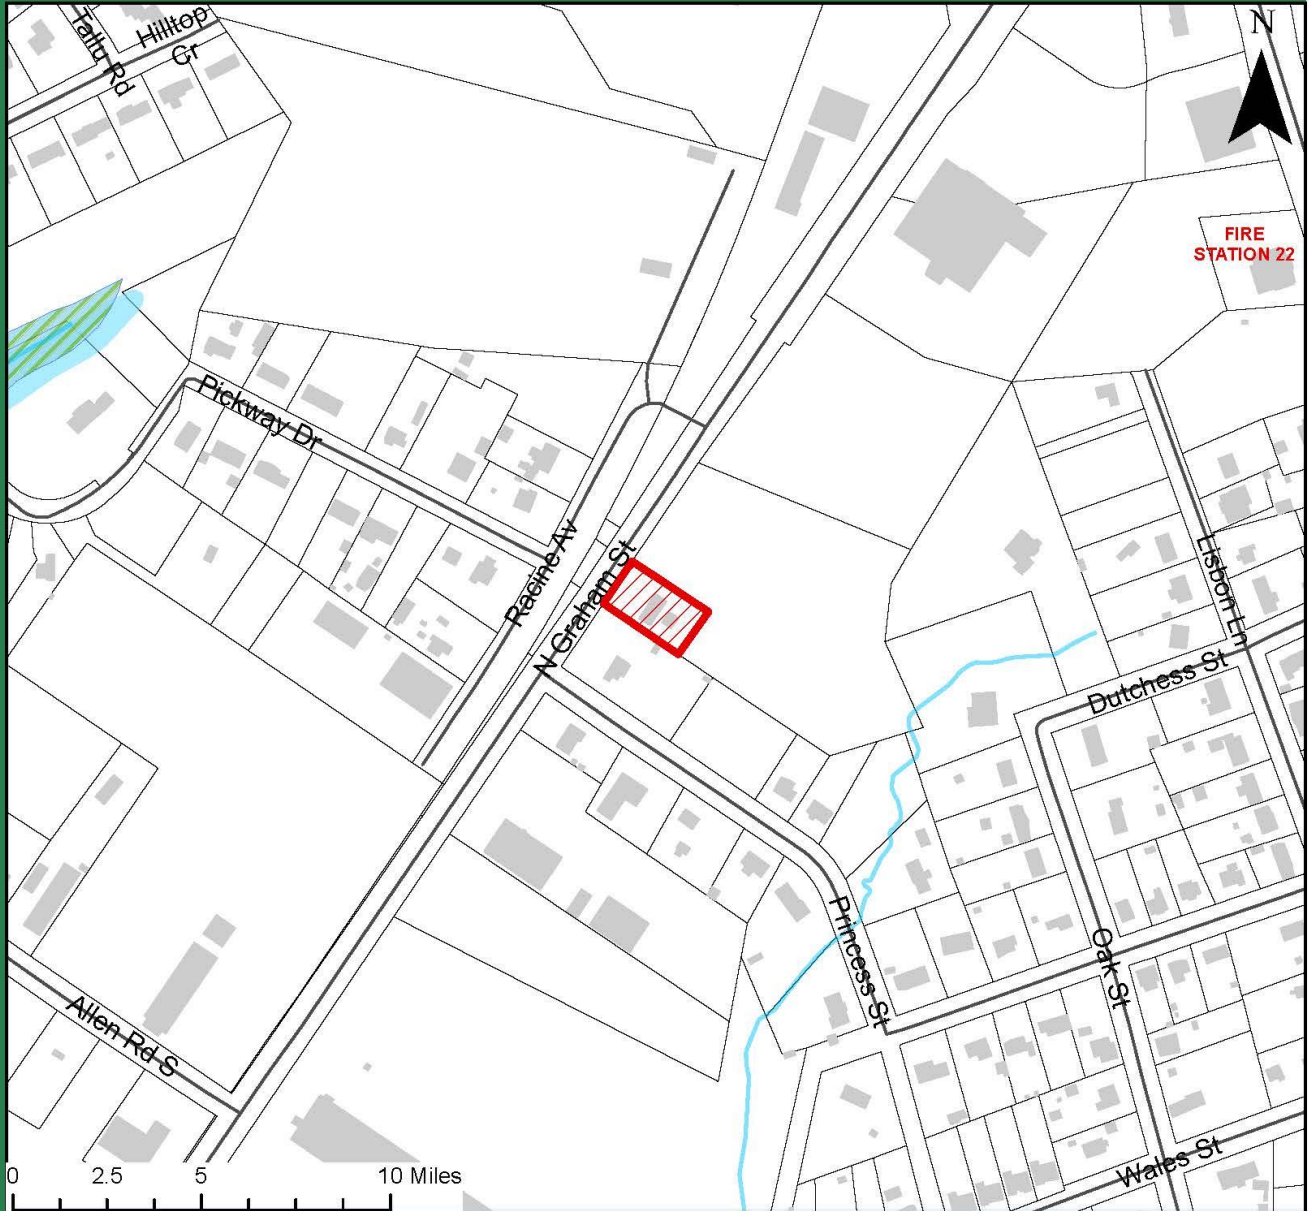 Hilltop
Cr
Tallu Rd
N
FIRE
STATION 22
Pickway Dr
Racine Av
N Graham St
Lisbon Ln
Dutchess St
Princess St
Oak St
Allen Rd S
Wales St
0 2.5 5 10 Miles